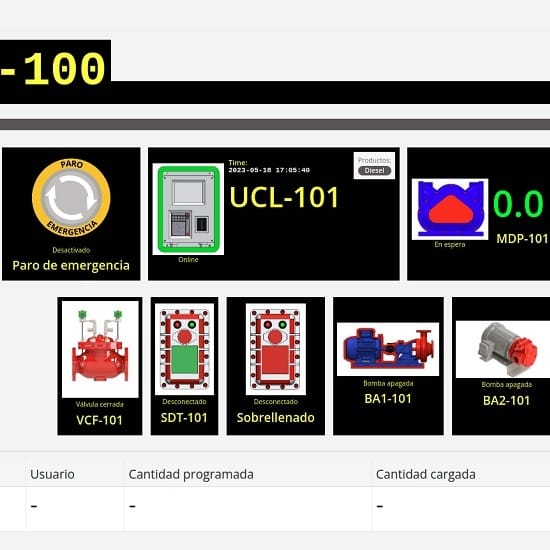 -100
PARO
EMERGENCIA
Desactivado
Paro de emergencia
Time:
2023-05-18 17:05:40
UCL-101
Productos:
Diesel
Online
0.0
En espera
MDP-101
Válvula cerrada
VCF-101
Desconectado
SDT-101
Desconectado
Sobrellenado
Bomba apagada
BA1-101
Bomba apagada
BA2-101
Usuario Cantidad programada Cantidad cargada
- - -